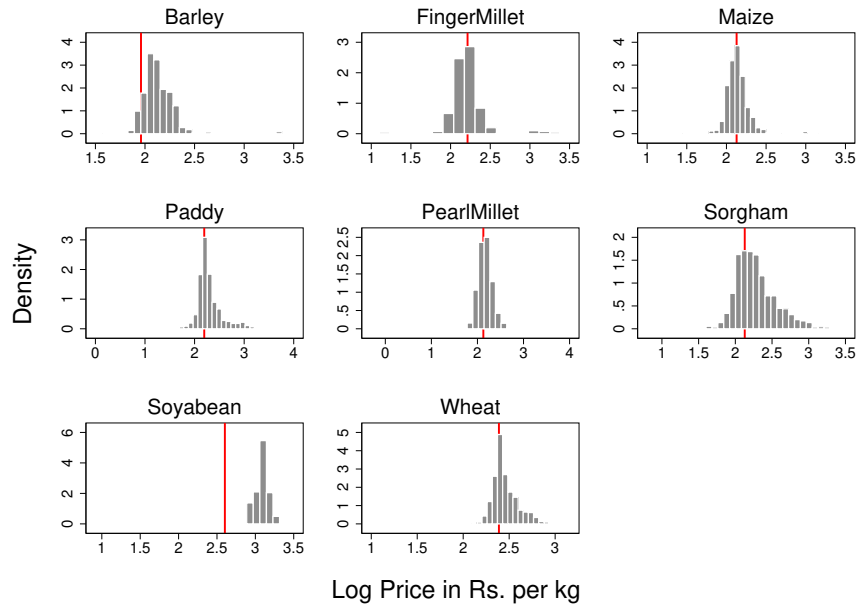 Barley
FingerMillet
Maize
0 1 2 3 4
1.5 2 2.5 3 3.5
0 1 2 3
1 1.5 2 2.5 3 3.5
0 1 2 3 4
1 1.5 2 2.5 3 3.5
Paddy
PearlMillet
Sorgham
0 1 2 3
0 1 2 3 4
0 .5 1 1.5 2 2.5
0 1 2 3 4
0 .5 1 1.5 2
1 1.5 2 2.5 3 3.5
Density
Soyabean
Wheat
0 2 4 6
1 1.5 2 2.5 3 3.5
0 1 2 3 4 5
1 1.5 2 2.5 3
Log Price in Rs. per kg